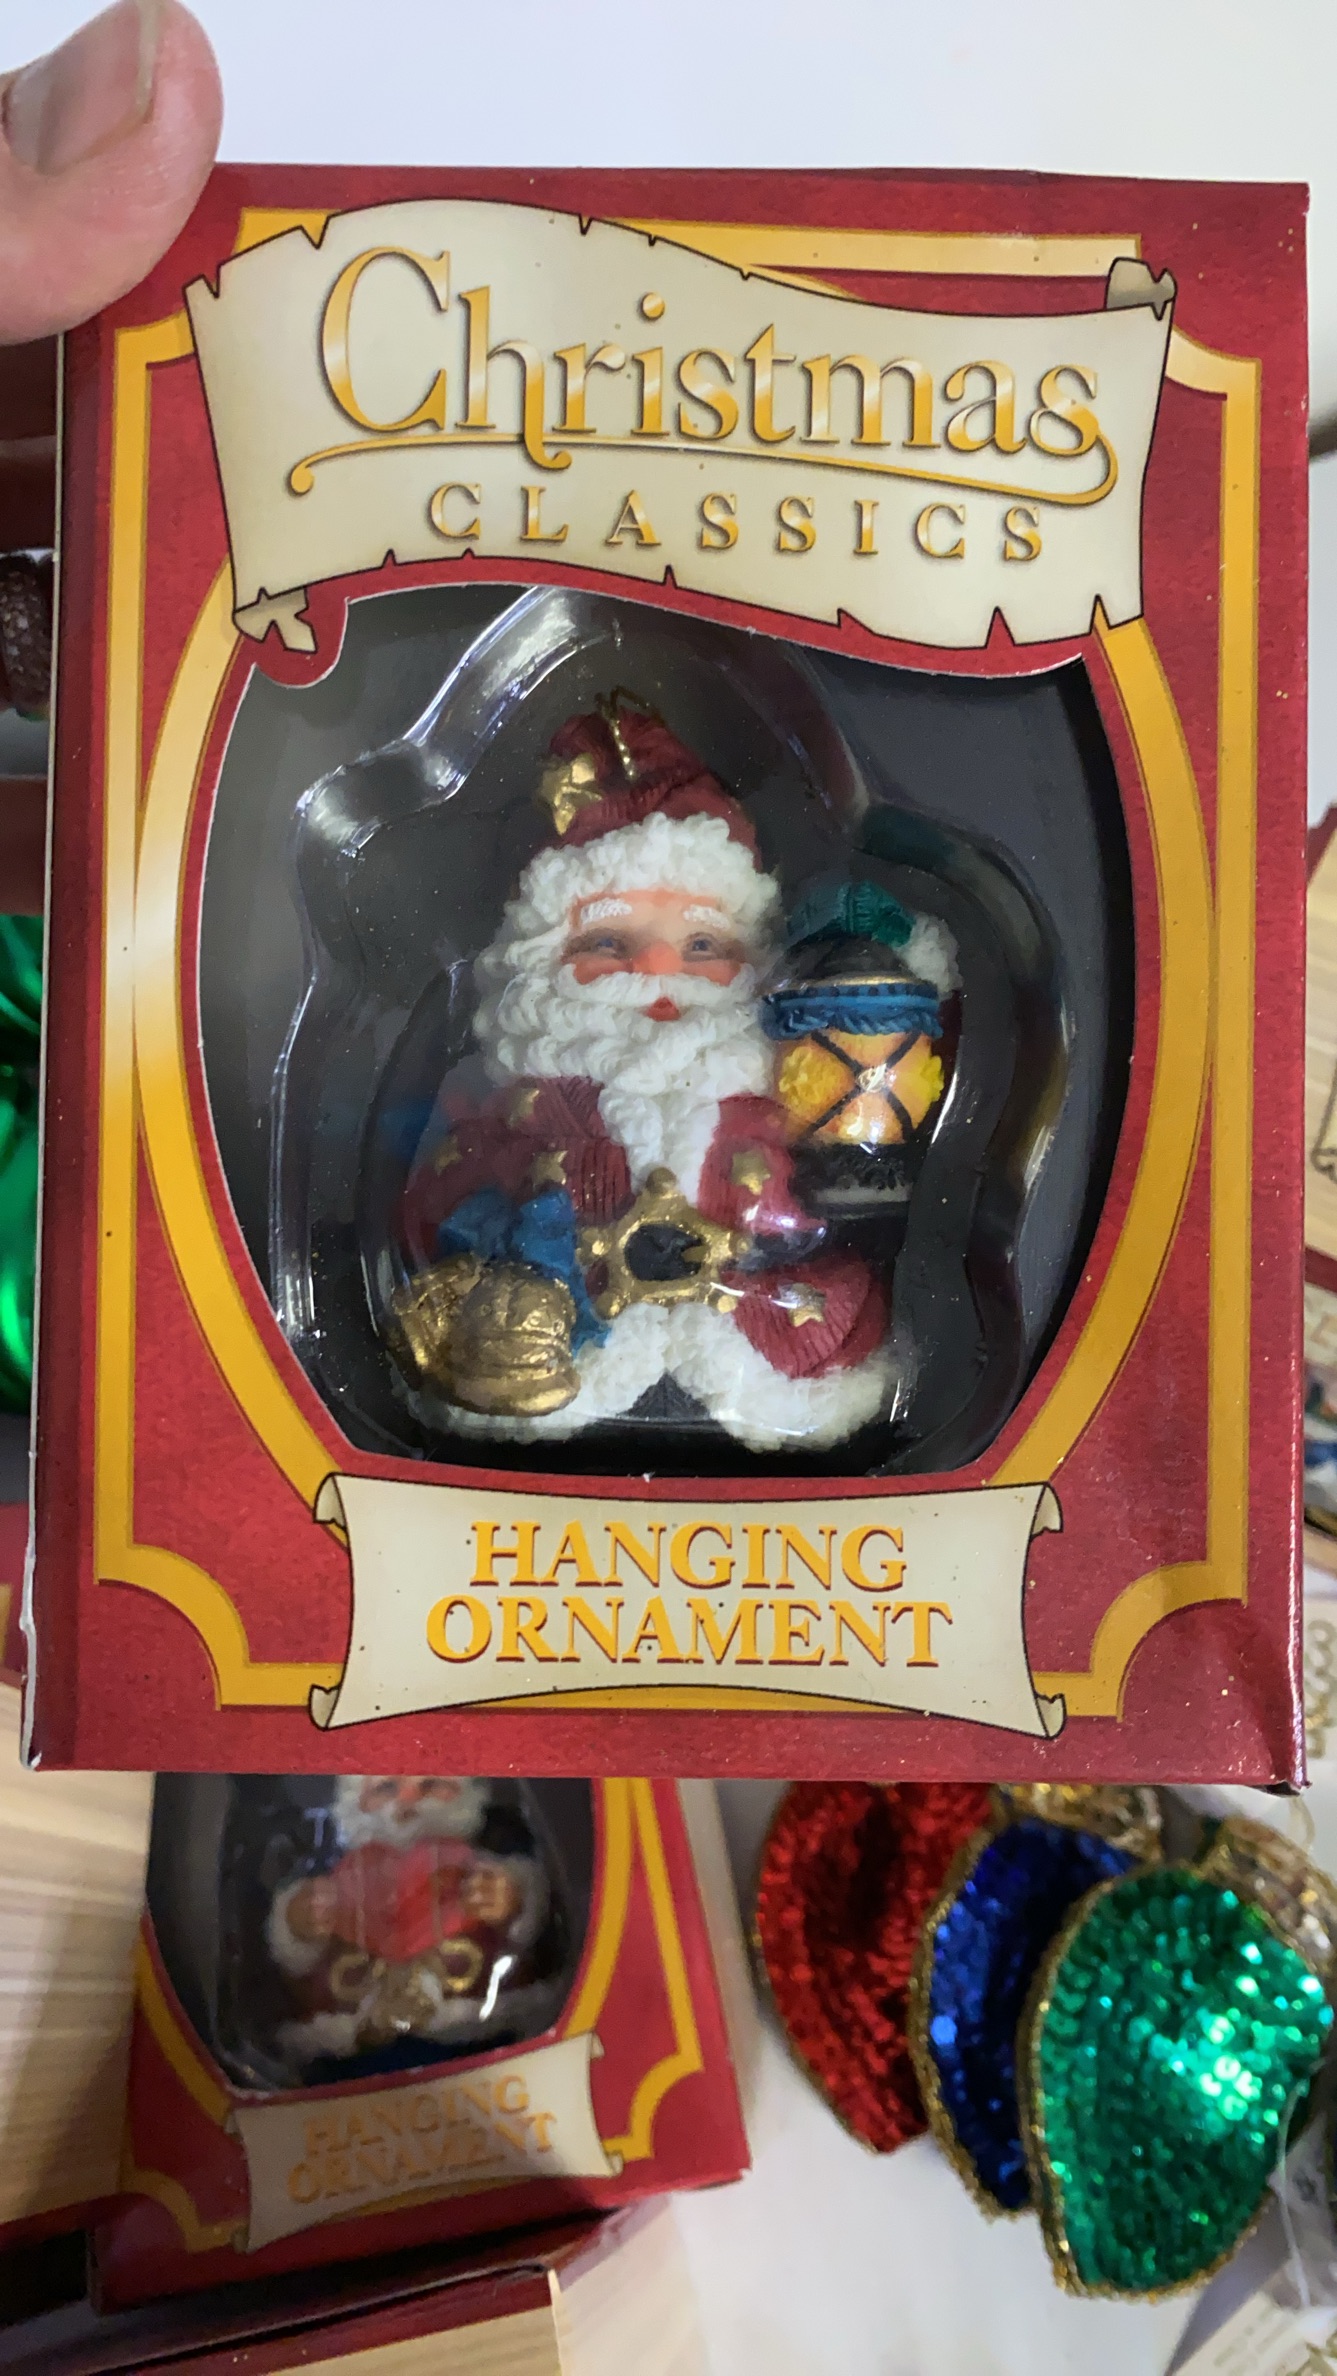 Christmas
CLASSICS
HANGING
ORNAMENT
HANGING
ORNAMENT